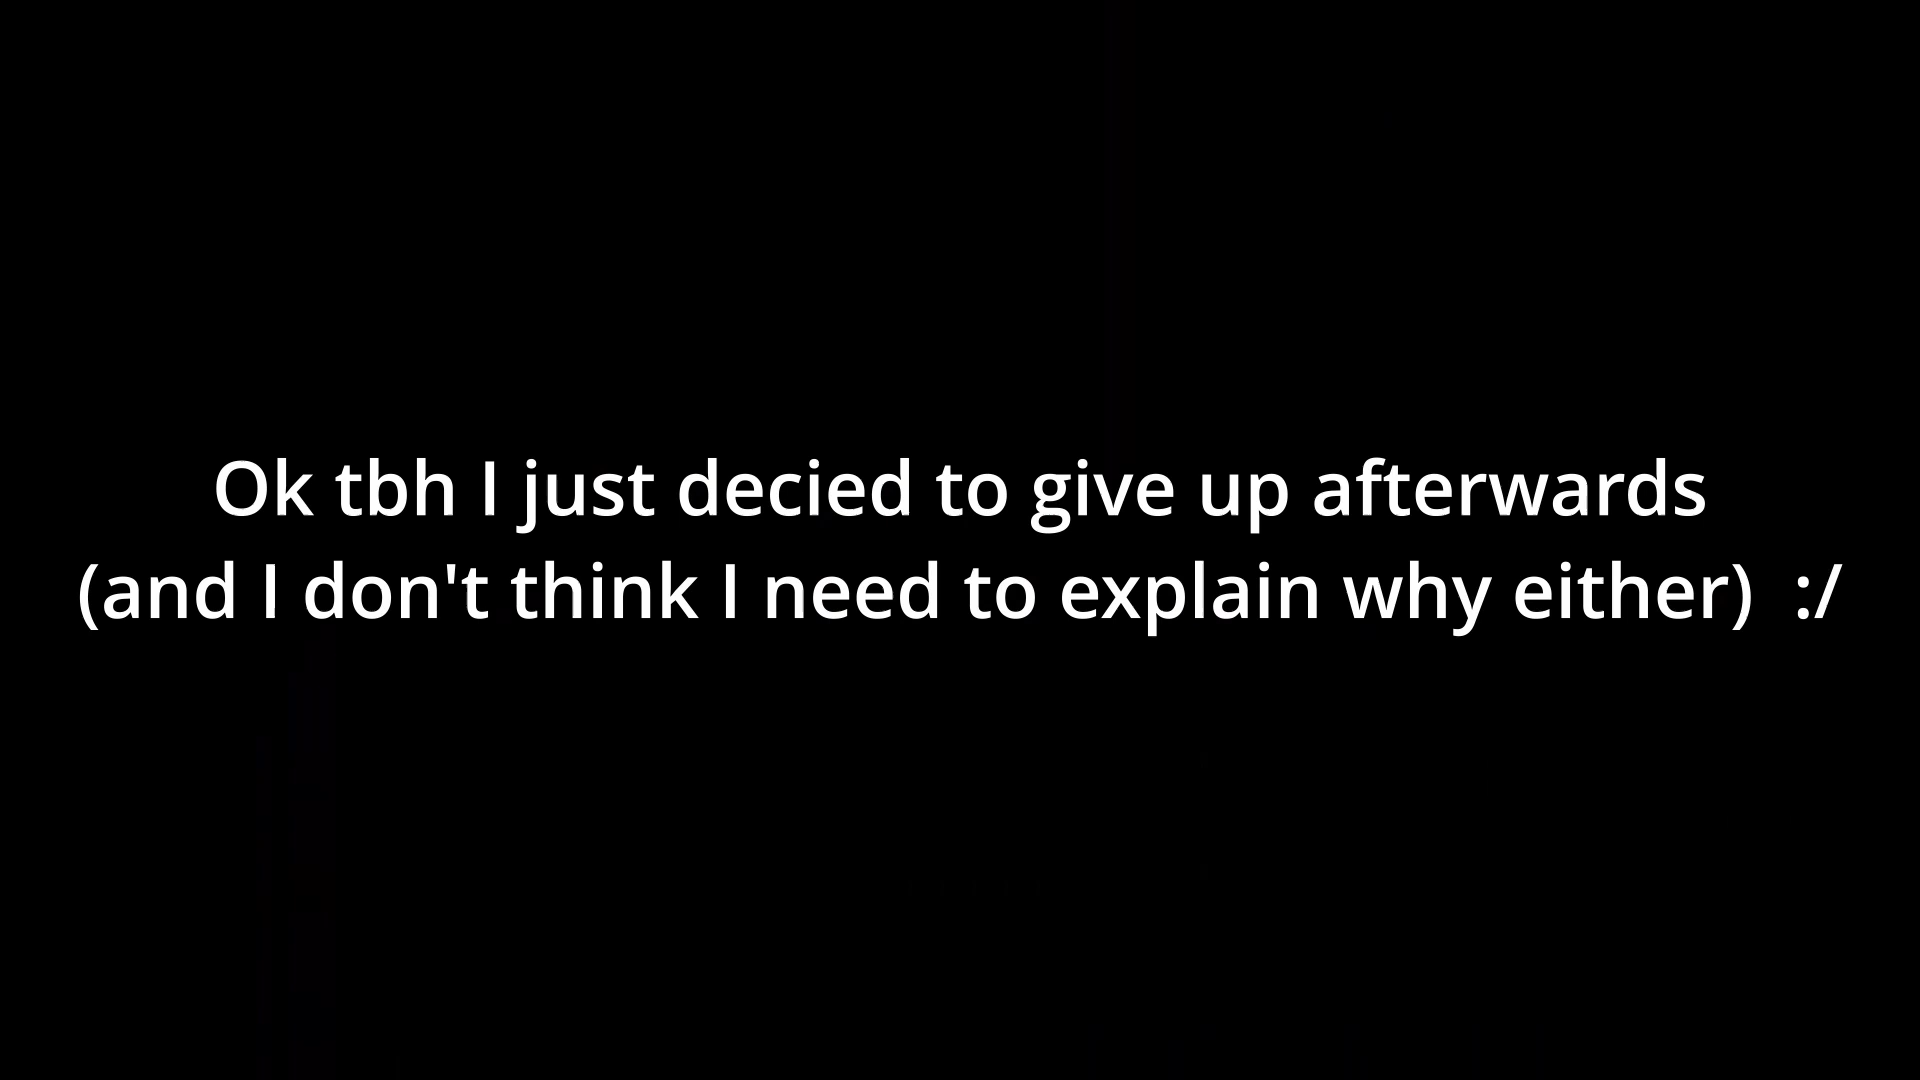 Ok tbh I just decied to give up afterwards
(and I don't think I need to explain why either)  :/